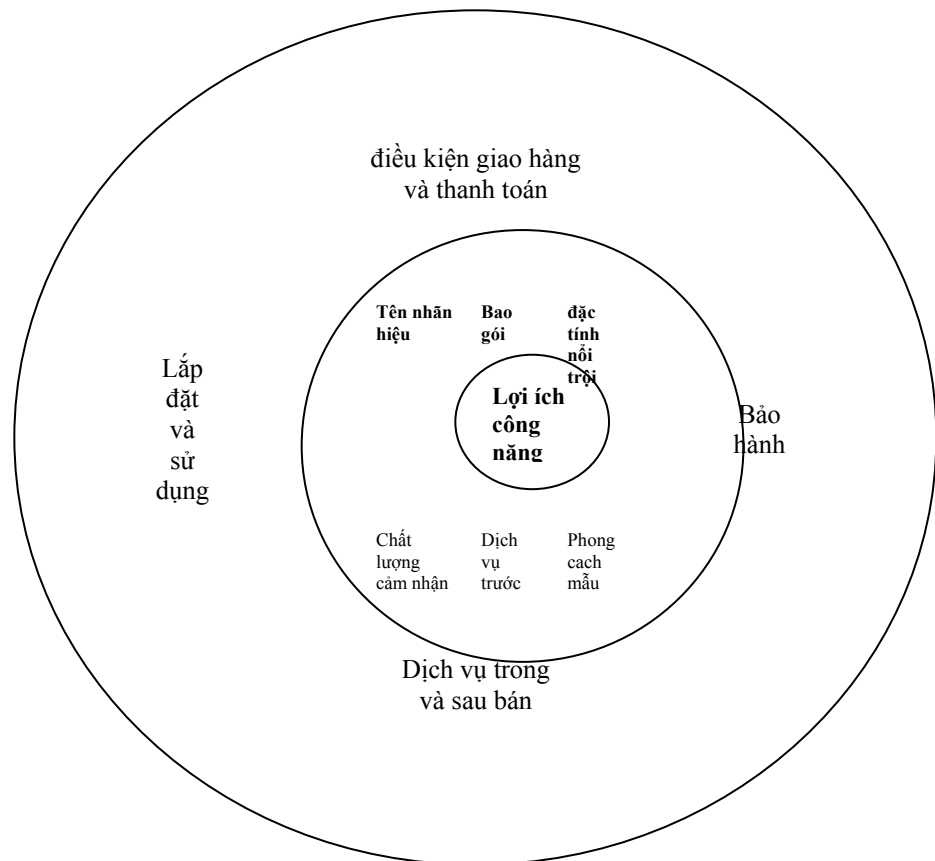 điều kiện giao hàng
và thanh toán
Tên nhãn
hiệu
Bao
gói
đặc
tính
nổi
trội
Lắp
đặt
và
sử
dụng
Lợi ích
công
năng
Bảo
hành
Chất
lượng
cảm nhận
Dịch
vụ
trước
Phong
cach
mẫu
Dịch vụ trong
và sau bán